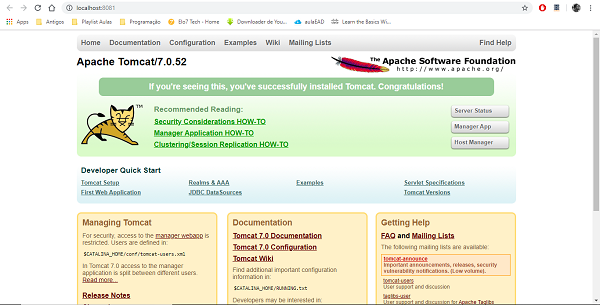 localhost:8081
Apps Antigos Playlist Aulas Programação Elo7 Tech - Home Downloader de You... aulaEAD Learn the Basics Wi...
Home Documentation Configuration Examples Wiki Mailing Lists Find Help
Apache Tomcat/7.0.52
The Apache Software Foundation
http://www.apache.org/
If you're seeing this, you've successfully installed Tomcat. Congratulations!
TM
Recommended Reading:
Security Considerations HOW-TO
Manager Application HOW-TO
Clustering/Session Replication HOW-TO
Server Status
Manager App
Host Manager
Developer Quick Start
Tomcat Setup Realms & AAA Examples Servlet Specifications
First Web Application JDBC DataSources Tomcat Versions
Managing Tomcat
For security, access to the manager webapp is
restricted. Users are defined in:
$CATALINA_HOME/conf/tomcat-users.xml
In Tomcat 7.0 access to the manager
application is split between different users.
Read more...
Release Notes
Documentation
Tomcat 7.0 Documentation
Tomcat 7.0 Configuration
Tomcat Wiki
Find additional important configuration
information in:
$CATALINA_HOME/RUNNING.txt
Developers may be interested in:
Getting Help
FAQ and Mailing Lists
The following mailing lists are available:
tomcat-announce
Important announcements, releases, security
vulnerability notifications. (Low volume).
tomcat-users
User support and discussion
taglibs-user
User support and discussion for Apache Taglibs